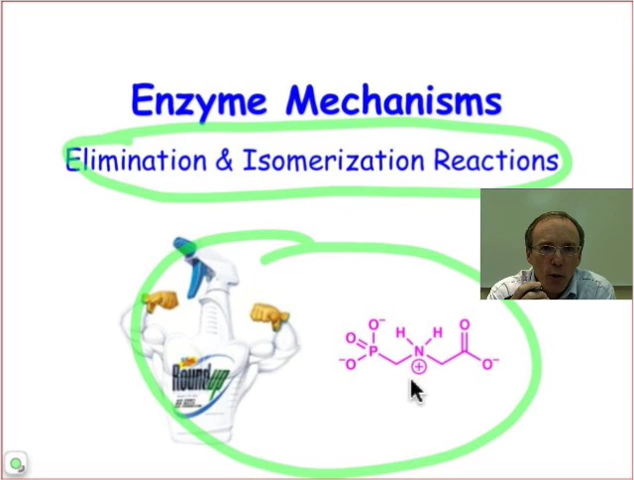 Enzyme Mechanisms
Elimination & Isomerization Reactions
RoundUp
O⁻
O
P
⁻O
H H
N
⊕
O
O⁻